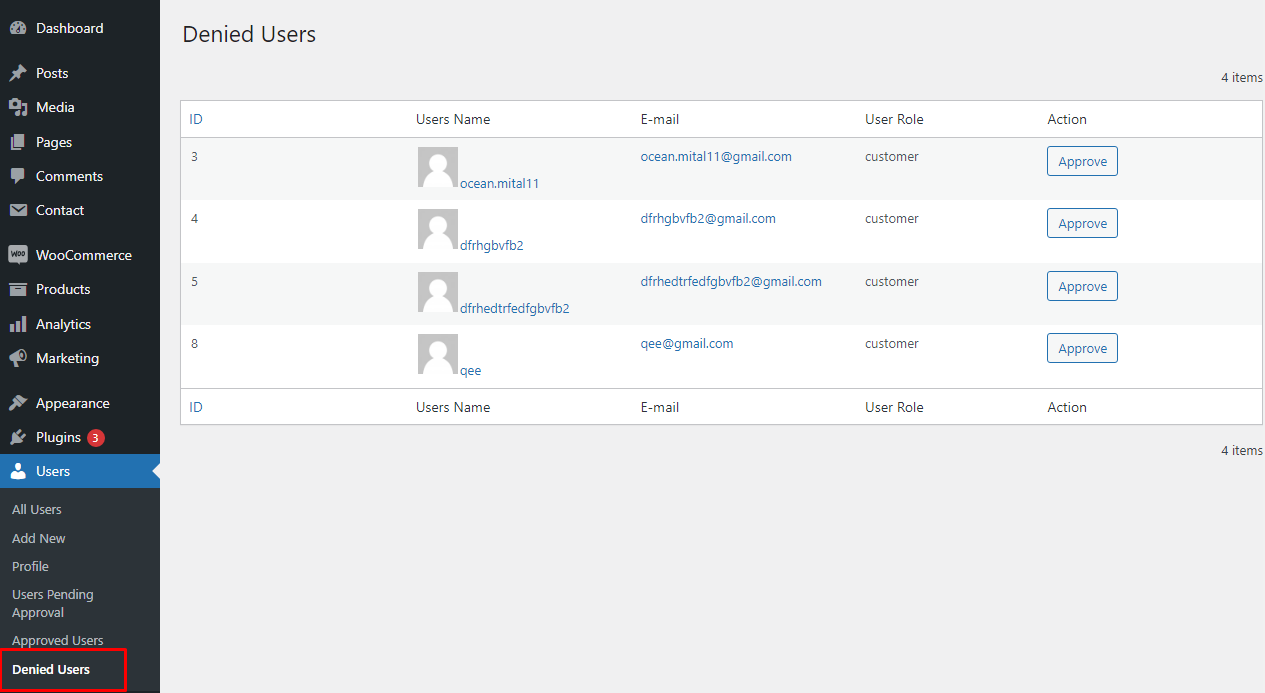 Dashboard
Posts
Media
Pages
Comments
Contact
WOO WooCommerce
Products
Analytics
Marketing
Appearance
Plugins 3
Users
All Users
Add New
Profile
Users Pending
Approval
Approved Users
Denied Users
Denied Users
4 items
ID Users Name E-mail User Role Action
3 ocean.mital11 ocean.mital11@gmail.com customer Approve
4 dfrhgbvfb2 dfrhgbvfb2@gmail.com customer Approve
5 dfrhedtrfedfgbvfb2 dfrhedtrfedfgbvfb2@gmail.com customer Approve
8 qee qee@gmail.com customer Approve
ID Users Name E-mail User Role Action
4 items